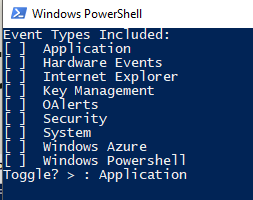 Windows PowerShell
Event Types Included:
[ ] Application
[ ] Hardware Events
[ ] Internet Explorer
[ ] Key Management
[ ] OAlerts
[ ] Security
[ ] System
[ ] Windows Azure
[ ] Windows Powershell
Toggle? > : Application